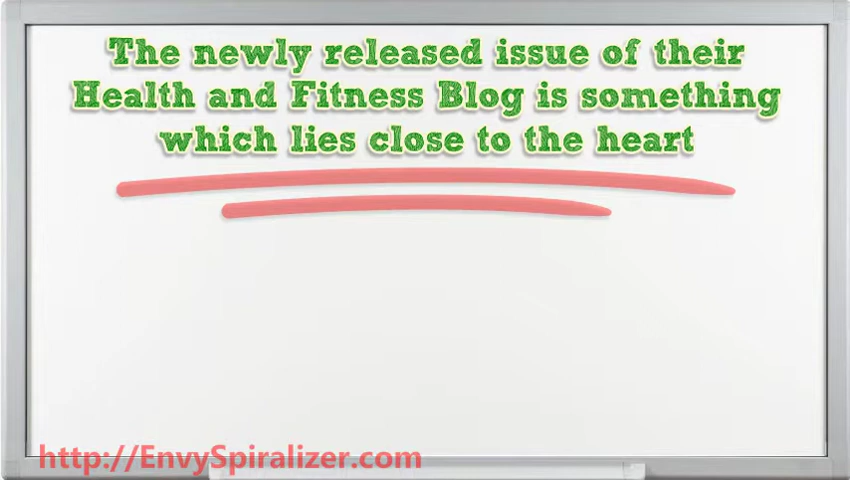 The newly released issue of their
Health and Fitness Blog is something
which lies close to the heart
http://EnvySpiralizer.com